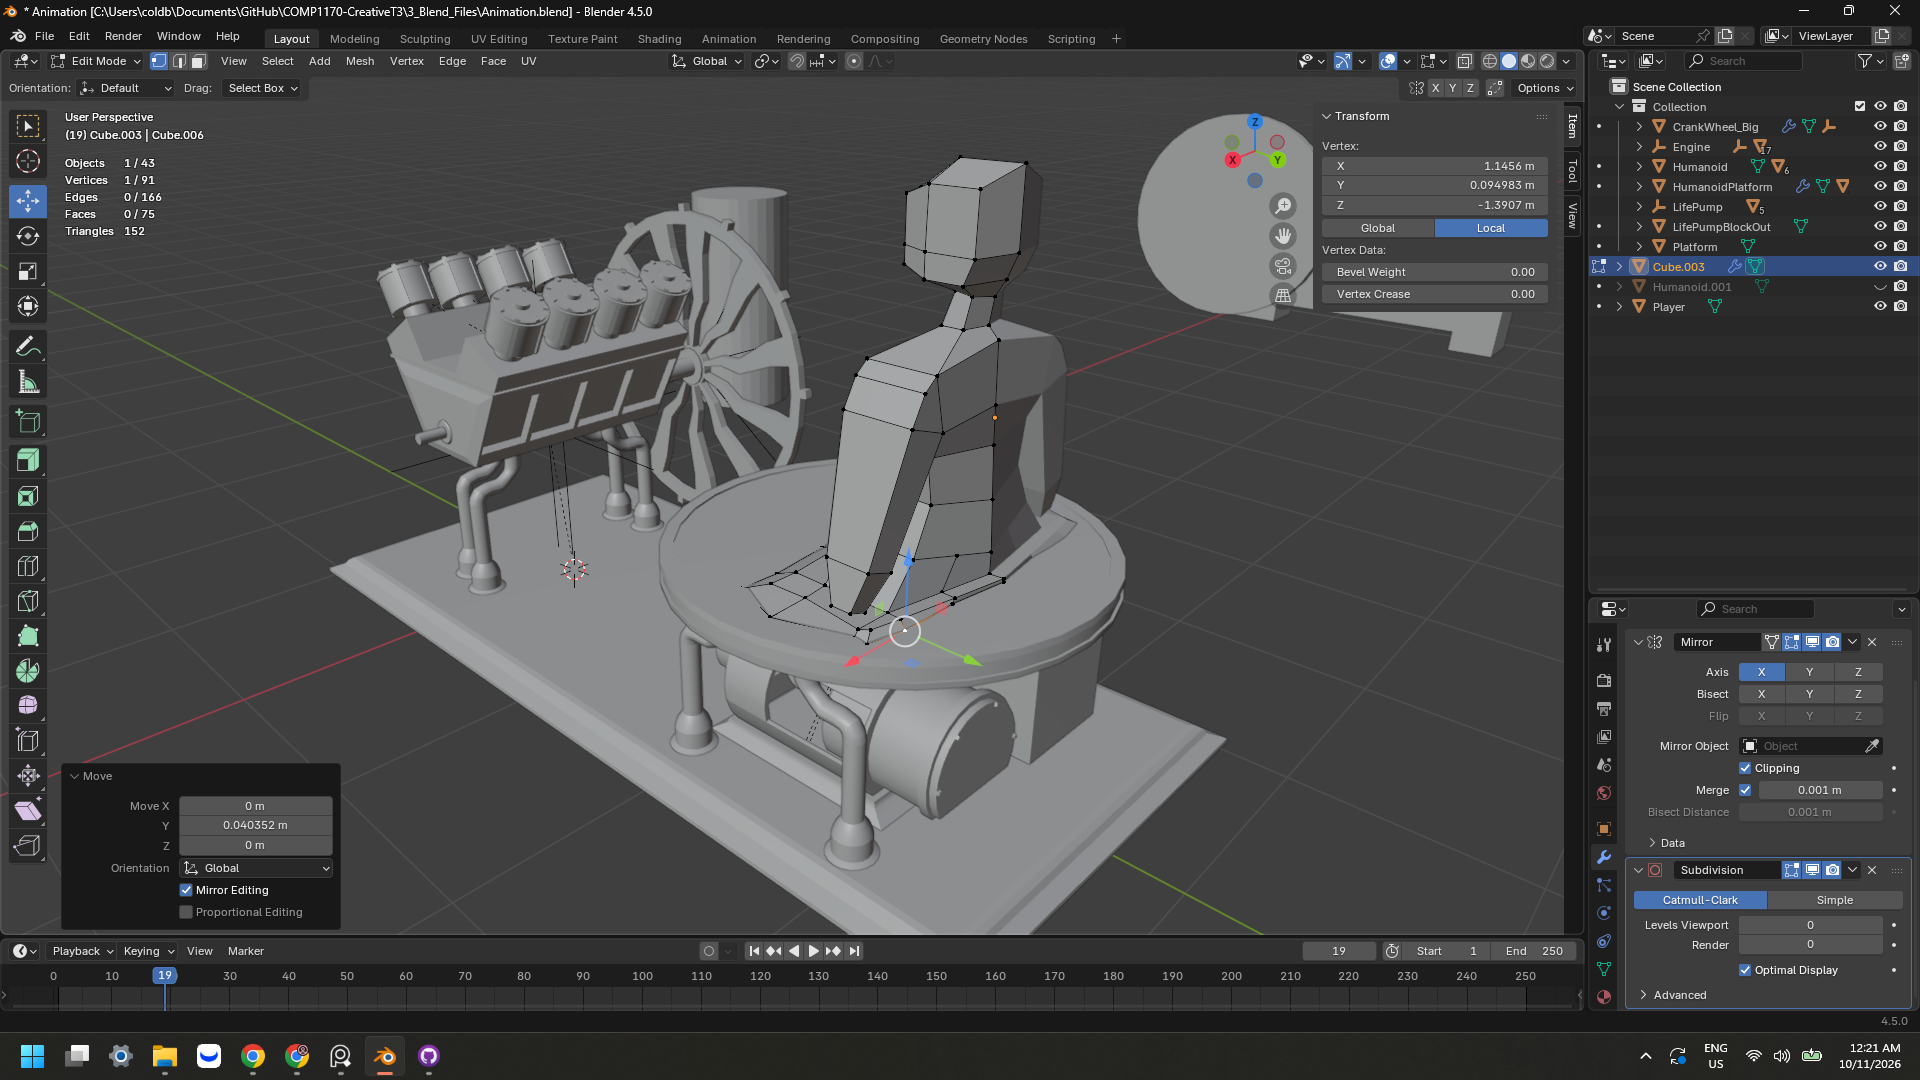 * Animation [C:\Users\coldb\Documents\GitHub\COMP1170-CreativeT3\3_Blend_Files\Animation.blend] - Blender 4.5.0
File Edit Render Window Help
Layout Modeling Sculpting UV Editing Texture Paint Shading Animation Rendering Compositing Geometry Nodes Scripting +
Scene
ViewLayer
Edit Mode View Select Add Mesh Vertex Edge Face UV
Global
Search
Orientation: Default Drag: Select Box
X Y Z Options
User Perspective
(19) Cube.003 | Cube.006
Objects 1 / 43
Vertices 1 / 91
Edges 0 / 166
Faces 0 / 75
Triangles 152
Z
X
Y
Transform
Vertex:
X 1.1456 m
Y 0.094983 m
Z -1.3907 m
Global Local
Vertex Data:
Bevel Weight 0.00
Vertex Crease 0.00
Item
Tool
View
Scene Collection
Collection
CrankWheel_Big
Engine 17
Humanoid 6
HumanoidPlatform
LifePump 5
LifePumpBlockOut
Platform
Cube.003
Humanoid.001
Player
Search
Mirror
Axis X Y Z
Bisect X Y Z
Flip X Y Z
Mirror Object Object
Clipping
Merge 0.001 m
Bisect Distance 0.001 m
Data
Subdivision
Catmull-Clark Simple
Levels Viewport 0
Render 0
Optimal Display
Advanced
Move
Move X 0 m
Y 0.040352 m
Z 0 m
Orientation Global
Mirror Editing
Proportional Editing
Playback Keying View Marker
19 Start 1 End 250
0 10 19 30 40 50 60 70 80 90 100 110 120 130 140 150 160 170 180 190 200 210 220 230 240 250
4.5.0
ENG
US
12:21 AM
10/11/2026